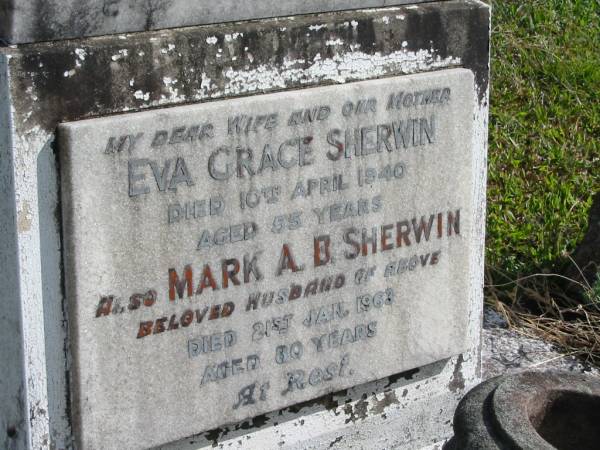 MY DEAR WIFE AND OUR MOTHER
EVA GRACE SHERWIN
DIED 10TH APRIL 1940
AGED 55 YEARS
ALSO MARK A. B. SHERWIN
BELOVED HUSBAND OF ABOVE
DIED 21ST JAN. 1963
AGED 80 YEARS
At Rest.